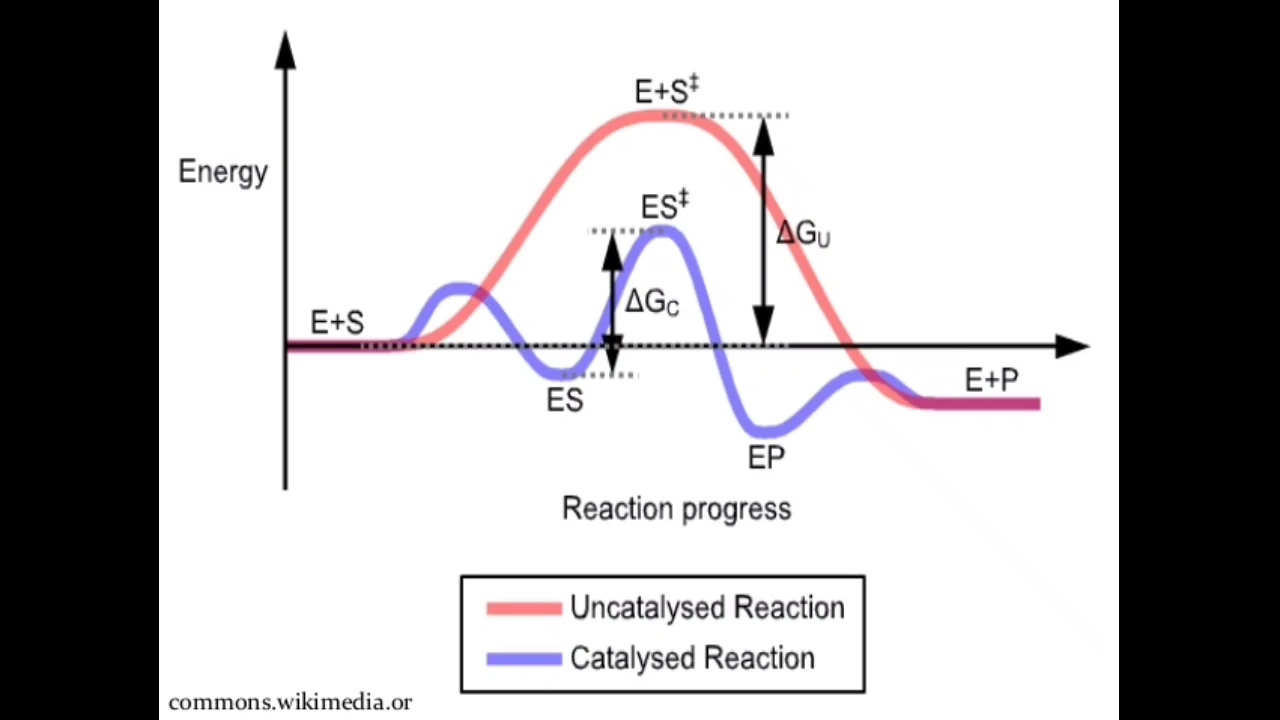 E+S‡
Energy
ES‡
ΔGU
ΔGC
E+S
E+P
ES
EP
Reaction progress
Uncatalysed Reaction
Catalysed Reaction
commons.wikimedia.or